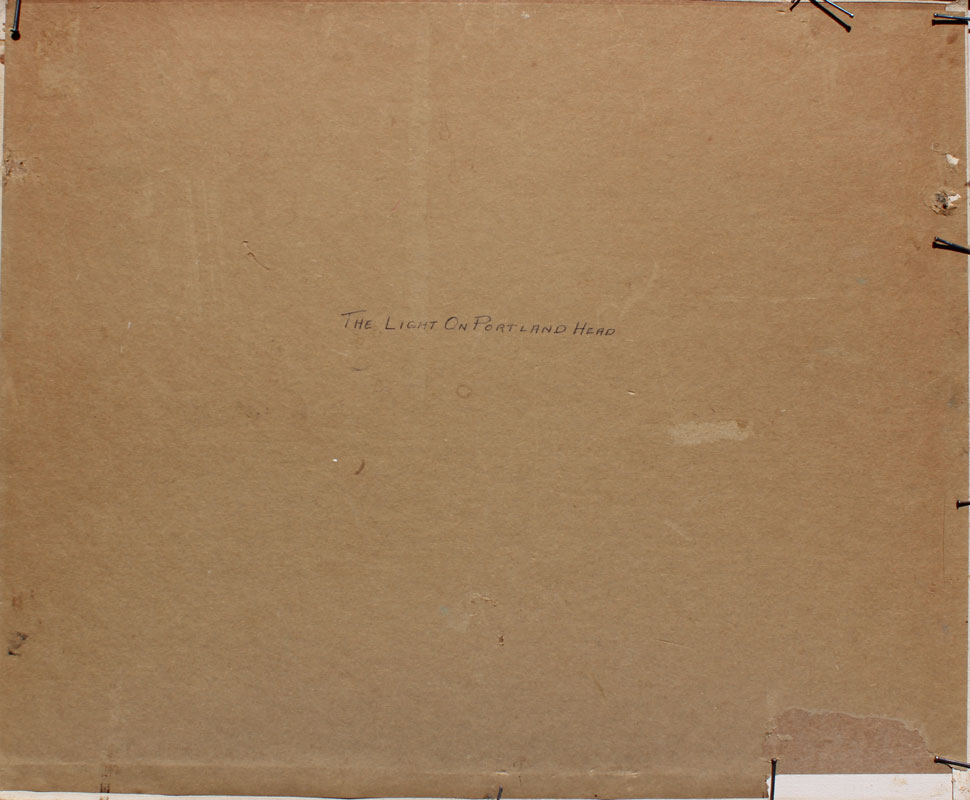 THE LIGHT ON PORTLAND HEAD